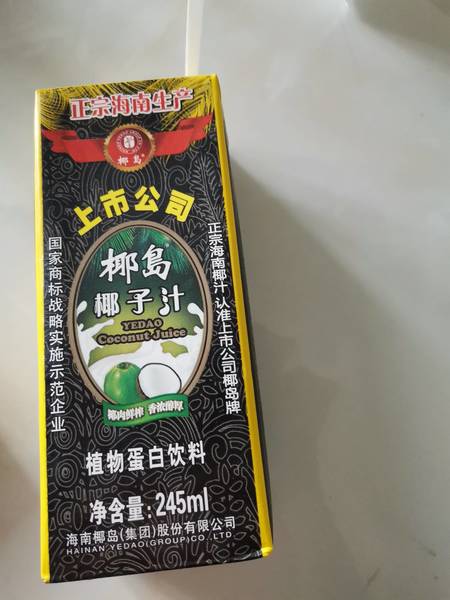 正宗海南生产
椰岛
上市公司
国家商标战略实施示范企业
正宗海南椰汁 认准上市公司椰岛牌
椰島
椰子汁
YEDAO
Coconut Juice
椰肉鲜榨 香浓醇厚
植物蛋白饮料
净含量:245ml
海南椰岛(集团)股份有限公司
HAINAN YEDAO(GROUP)CO.,LTD